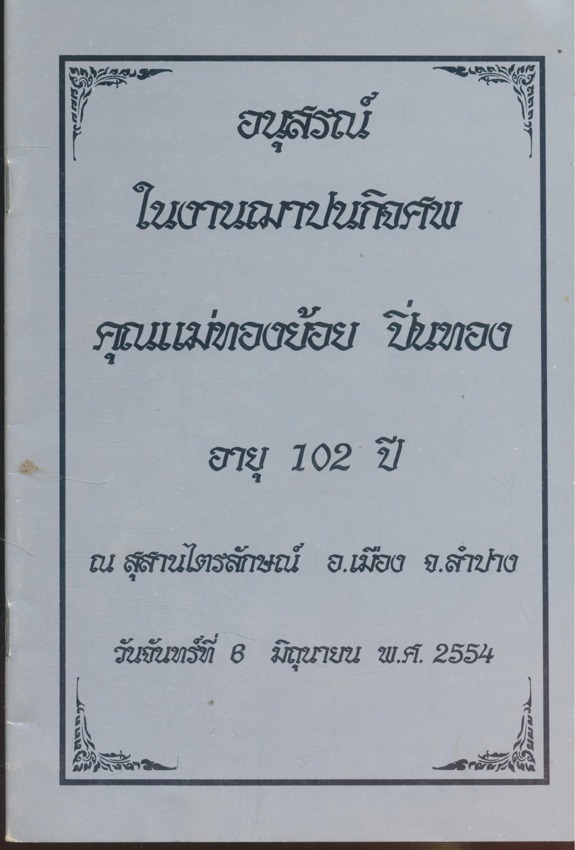 อนุสรณ์
ในงานฌาปนกิจศพ
คุณแม่ทองย้อย ปิ่นทอง
อายุ 102 ปี
ณ สุสานไตรลักษณ์ อ.เมือง จ.ลำปาง
วันจันทร์ที่ 6 มิถุนายน พ.ศ. 2554